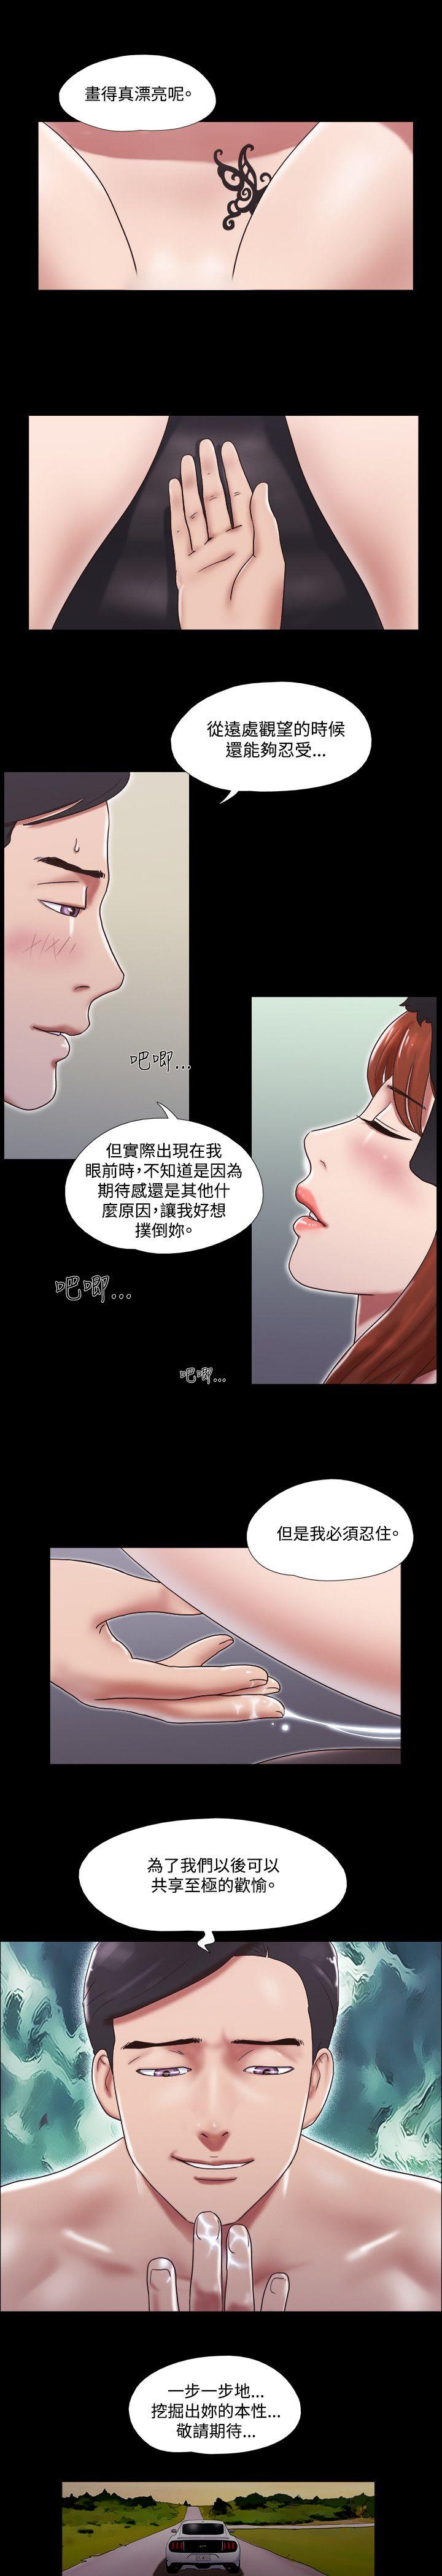 畫得真漂亮呢。
從遠處觀望的時候
還能夠忍受...
吧唧...
但實際出現在我
眼前時，不知道是因為
期待感還是其他什
麼原因，讓我好想
撲倒妳。
吧唧...
吧唧...
但是我必須忍住。
為了我們以後可以
共享至極的歡愉。
一步一步地...
挖掘出妳的本性...
敬請期待...